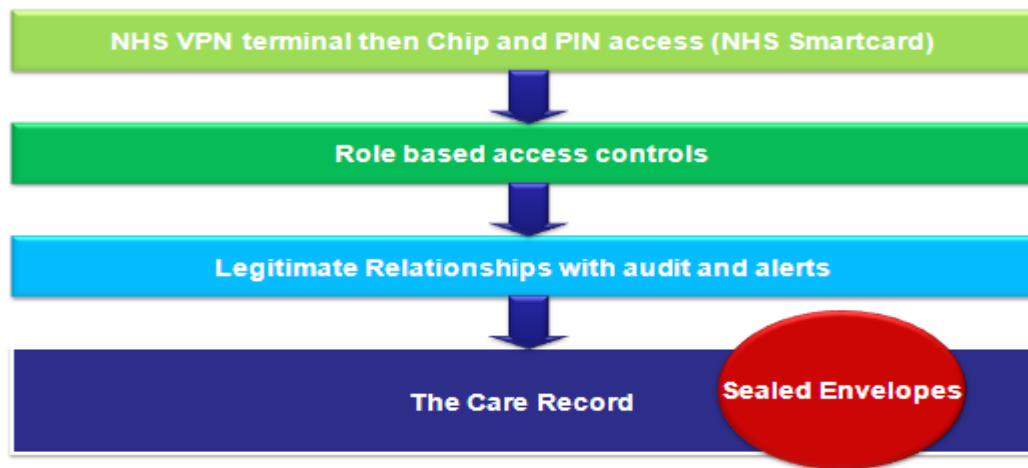 NHS VPN terminal then Chip and PIN access (NHS Smartcard)
Role based access controls
Legitimate Relationships with audit and alerts
The Care Record
Sealed Envelopes